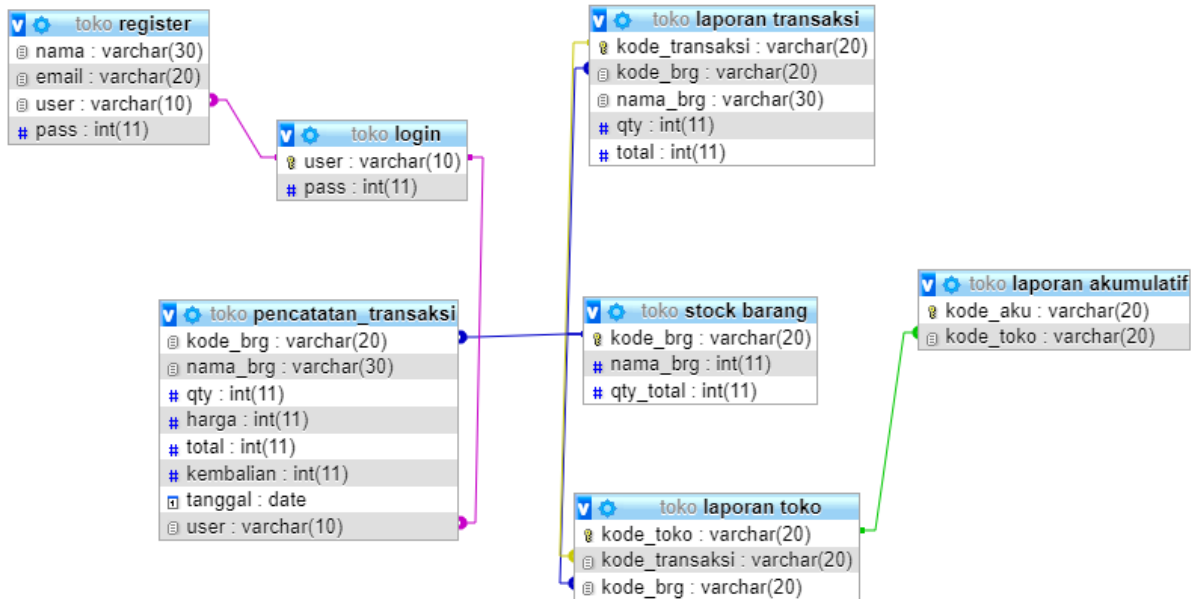 toko register
nama : varchar(30)
email : varchar(20)
user : varchar(10)
# pass : int(11)
toko login
user : varchar(10)
# pass : int(11)
toko laporan transaksi
kode_transaksi : varchar(20)
kode_brg : varchar(20)
nama_brg : varchar(30)
# qty : int(11)
# total : int(11)
toko pencatatan_transaksi
kode_brg : varchar(20)
nama_brg : varchar(30)
# qty : int(11)
# harga : int(11)
# total : int(11)
# kembalian : int(11)
tanggal : date
user : varchar(10)
toko stock barang
kode_brg : varchar(20)
# nama_brg : int(11)
# qty_total : int(11)
toko laporan akumulatif
kode_aku : varchar(20)
kode_toko : varchar(20)
toko laporan toko
kode_toko : varchar(20)
kode_transaksi : varchar(20)
kode_brg : varchar(20)